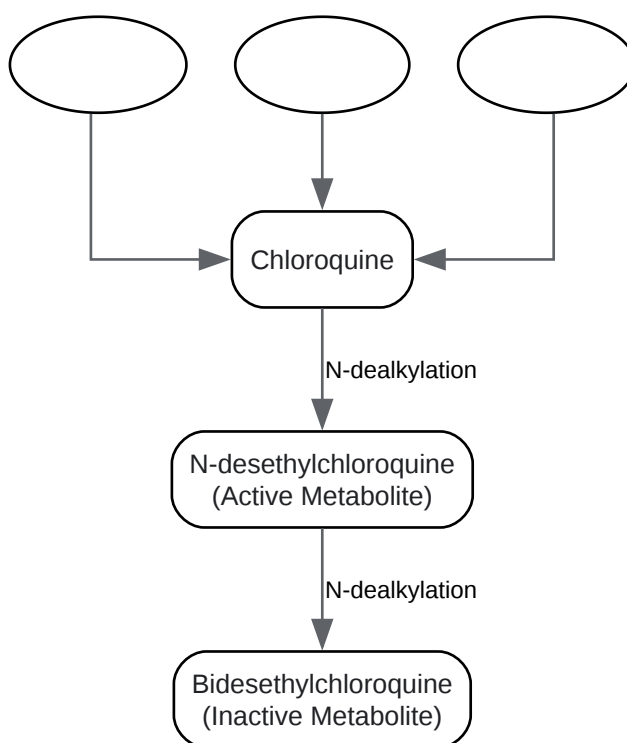 Chloroquine
N-dealkylation
N-desethylchloroquine
(Active Metabolite)
N-dealkylation
Bidesethylchloroquine
(Inactive Metabolite)